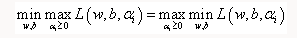 min max L(w,b,αᵢ) = max min L(w,b,αᵢ)
w,b αᵢ≥0 αᵢ≥0 w,b